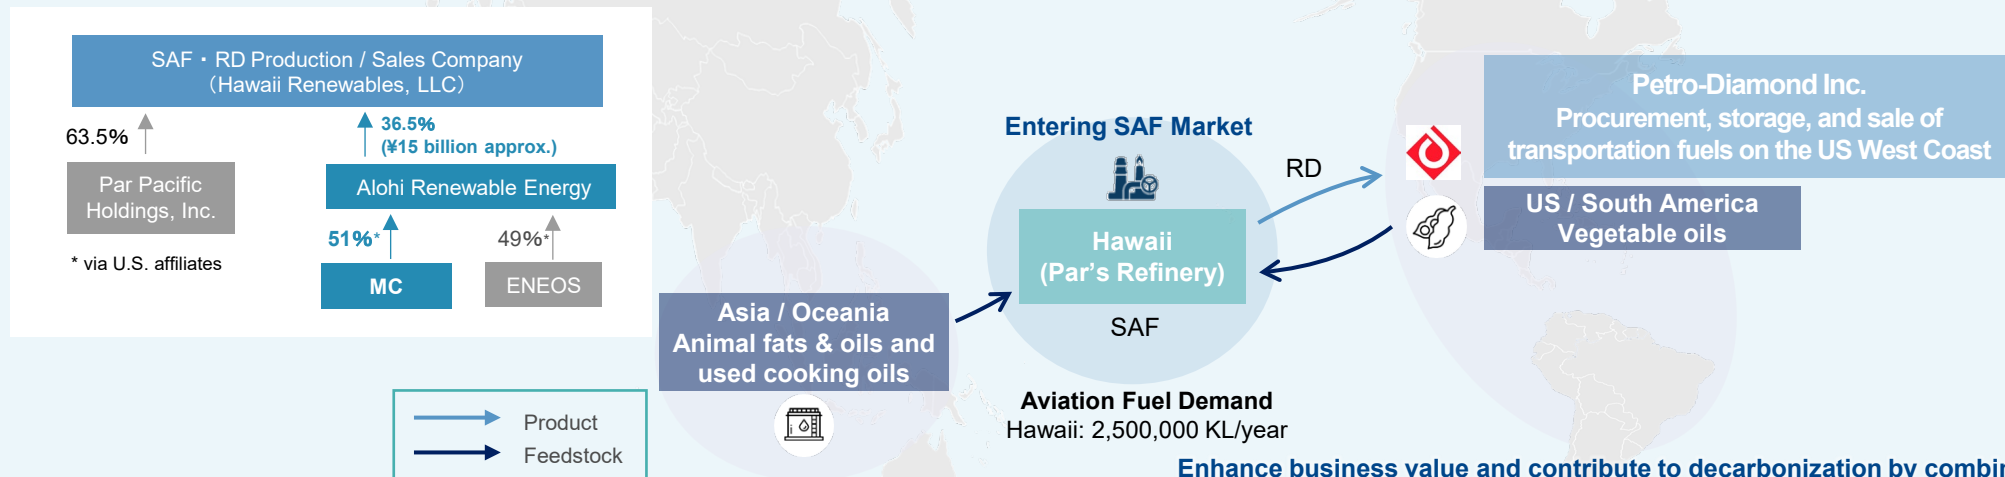 SAF・RD Production / Sales Company
（Hawaii Renewables, LLC）
63.5%
36.5%
(¥15 billion approx.)
Par Pacific
Holdings, Inc.
Alohi Renewable Energy
51%*
49%*
* via U.S. affiliates
MC
ENEOS
Asia / Oceania
Animal fats & oils and
used cooking oils
Product
Feedstock
Entering SAF Market
Hawaii
(Par's Refinery)
SAF
RD
Aviation Fuel Demand
Hawaii: 2,500,000 KL/year
Petro-Diamond Inc.
Procurement, storage, and sale of
transportation fuels on the US West Coast
US / South America
Vegetable oils
Enhance business value and contribute to decarbonization by